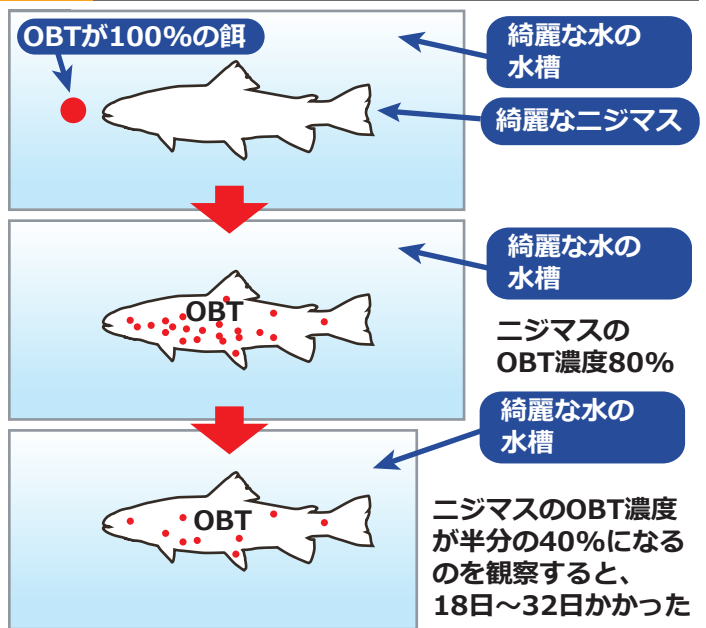 OBTが100%の餌
綺麗な水の
水槽
綺麗なニジマス
綺麗な水の
水槽
OBT
ニジマスの
OBT濃度80%
綺麗な水の
水槽
OBT
ニジマスのOBT濃度
が半分の40%になる
のを観察すると、
18日〜32日かかった